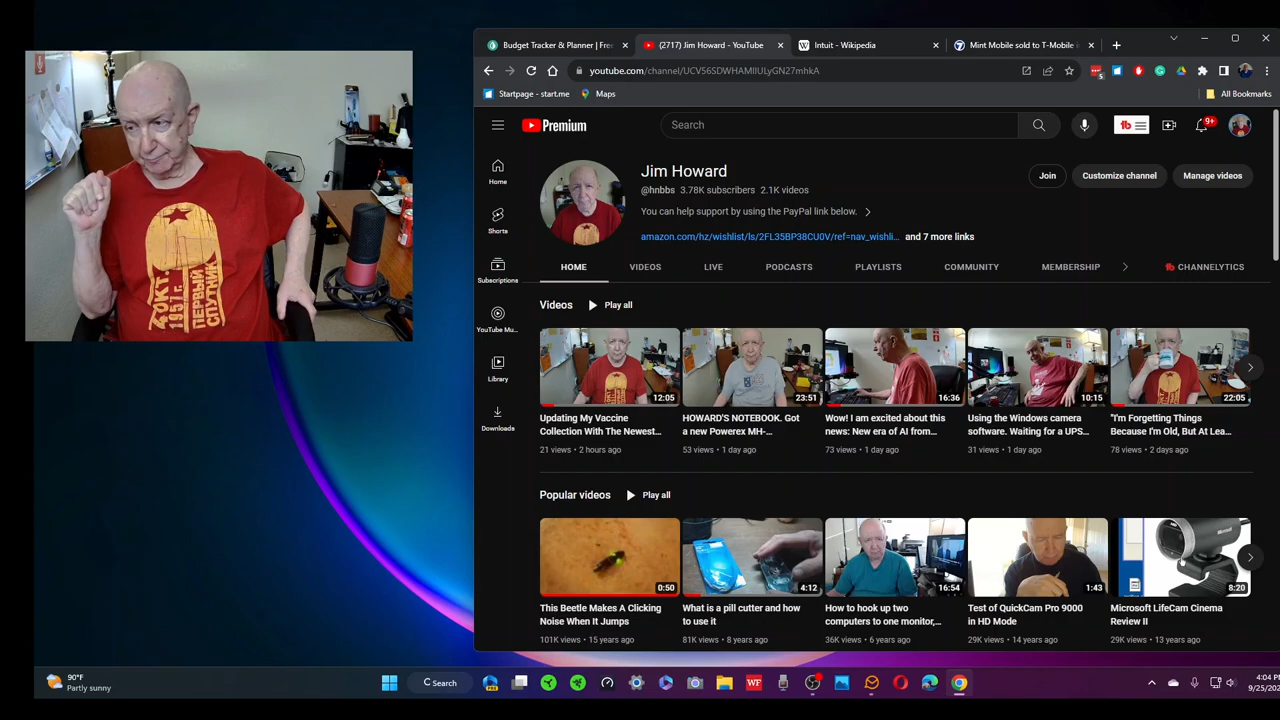 4 ОКТ.
1957 г.
ПЕРВЫЙ
СПУТНИК
Budget Tracker & Planner | Fre
(2717) Jim Howard - YouTube
Intuit - Wikipedia
Mint Mobile sold to T-Mobile i
youtube.com/channel/UCV56SDWHAMIIULyGN27mhkA
Startpage - start.me
Maps
All Bookmarks
Premium
Search
9+
Home
Shorts
Subscriptions
YouTube Mu...
Library
Downloads
Jim Howard
@hnbbs 3.78K subscribers 2.1K videos
You can help support by using the PayPal link below.
amazon.com/hz/wishlist/ls/2FL35BP38CU0V/ref=nav_wishli... and 7 more links
Join
Customize channel
Manage videos
HOME VIDEOS LIVE PODCASTS PLAYLISTS COMMUNITY MEMBERSHIP CHANNELYTICS
Videos Play all
12:05
23:51
16:36
10:15
22:05
Updating My Vaccine
Collection With The Newest...
21 views • 2 hours ago
HOWARD'S NOTEBOOK. Got
a new Powerex MH-...
53 views • 1 day ago
Wow! I am excited about this
news: New era of AI from...
73 views • 1 day ago
Using the Windows camera
software. Waiting for a UPS...
31 views • 1 day ago
"I'm Forgetting Things
Because I'm Old, But At Lea...
78 views • 2 days ago
Popular videos Play all
0:50
4:12
16:54
1:43
8:20
This Beetle Makes A Clicking
Noise When It Jumps
101K views • 15 years ago
What is a pill cutter and how
to use it
81K views • 8 years ago
How to hook up two
computers to one monitor,...
36K views • 6 years ago
Test of QuickCam Pro 9000
in HD Mode
29K views • 14 years ago
Microsoft LifeCam Cinema
Review II
29K views • 13 years ago
90°F
Partly sunny
Search
WF
4:04 PM
9/25/202